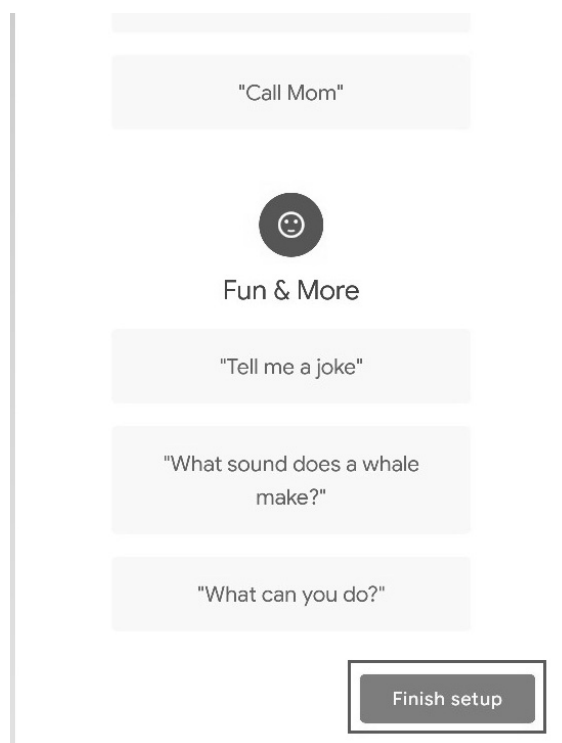 "Call Mom"
Fun & More
"Tell me a joke"
"What sound does a whale
make?"
"What can you do?"
Finish setup